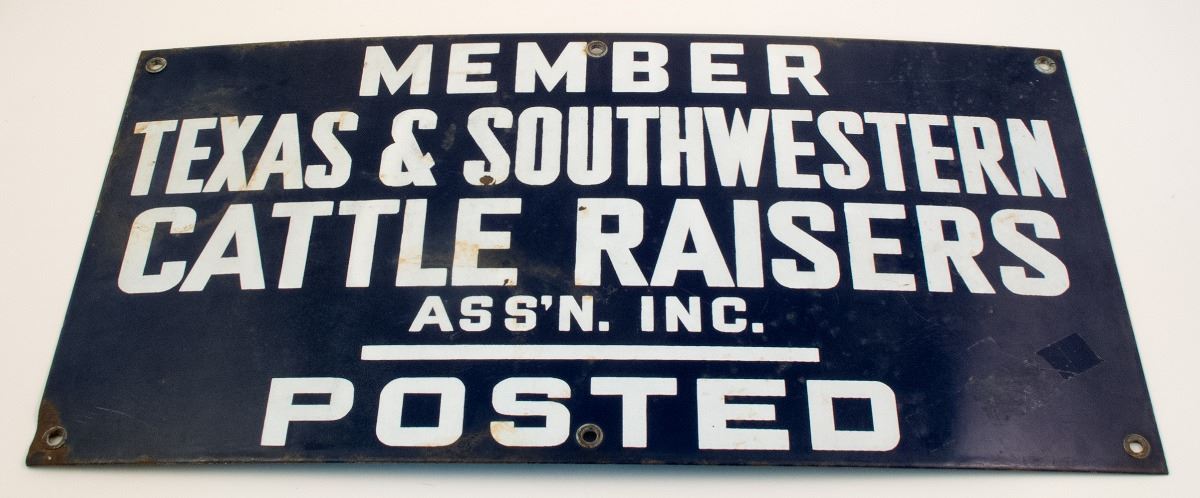 MEMBER
TEXAS & SOUTHWESTERN
CATTLE RAISERS
ASS'N. INC.
POSTED